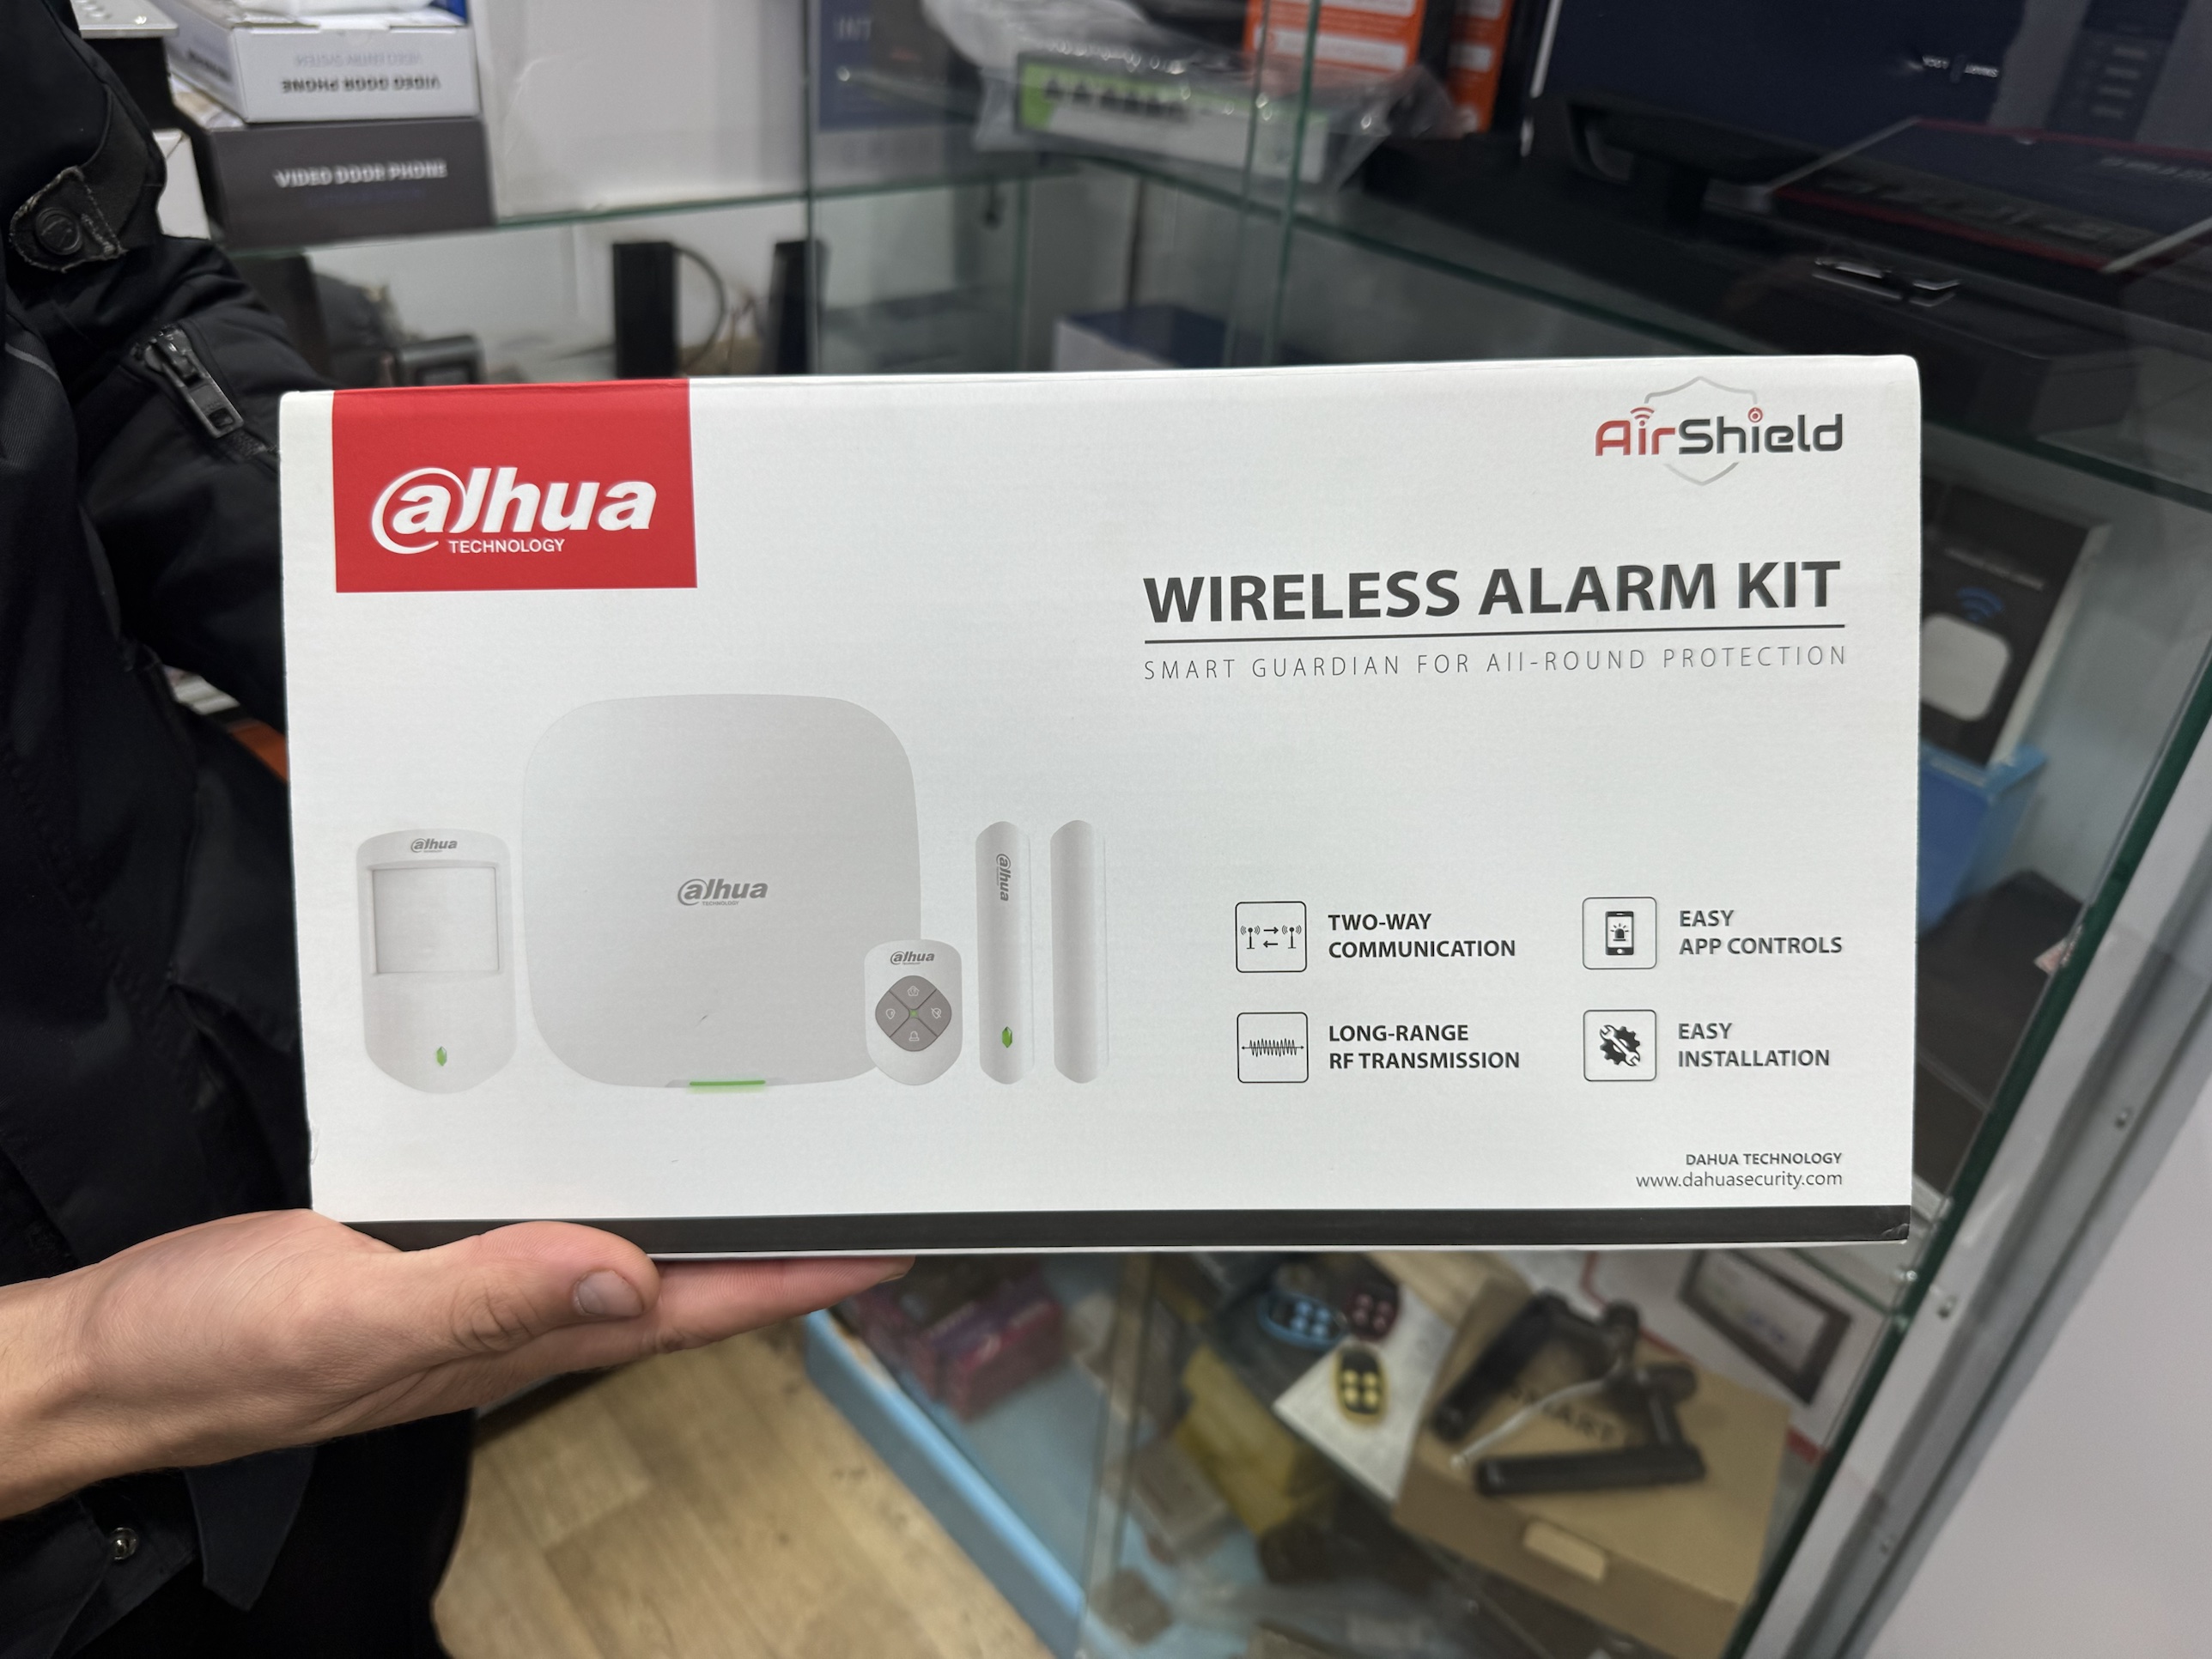 VIDEO DOOR PHONE
VIDEO DOOR PHONE
alhua
TECHNOLOGY
AirShield
WIRELESS ALARM KIT
SMART GUARDIAN FOR All-ROUND PROTECTION
alhua
alhua
TECHNOLOGY
alhua
alhua
TWO-WAY
COMMUNICATION
EASY
APP CONTROLS
LONG-RANGE
RF TRANSMISSION
EASY
INSTALLATION
DAHUA TECHNOLOGY
www.dahuasecurity.com
SMART